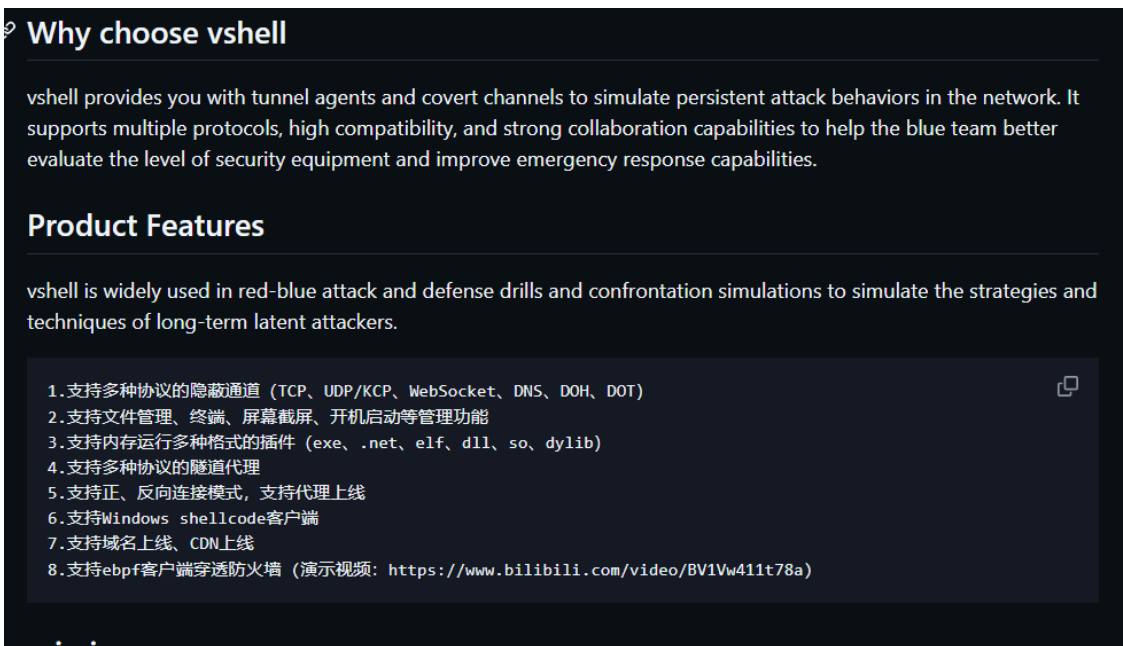 Why choose vshell
vshell provides you with tunnel agents and covert channels to simulate persistent attack behaviors in the network. It
supports multiple protocols, high compatibility, and strong collaboration capabilities to help the blue team better
evaluate the level of security equipment and improve emergency response capabilities.
Product Features
vshell is widely used in red-blue attack and defense drills and confrontation simulations to simulate the strategies and
techniques of long-term latent attackers.
1.支持多种协议的隐蔽通道 (TCP、UDP/KCP、WebSocket、DNS、DOH、DOT)
2.支持文件管理、终端、屏幕截屏、开机启动等管理功能
3.支持内存运行多种格式的插件 (exe、.net、elf、dll、so、dylib)
4.支持多种协议的隧道代理
5.支持正、反向连接模式，支持代理上线
6.支持Windows shellcode客户端
7.支持域名上线、CDN上线
8.支持ebpf客户端穿透防火墙 (演示视频：https://www.bilibili.com/video/BV1Vw411t78a)